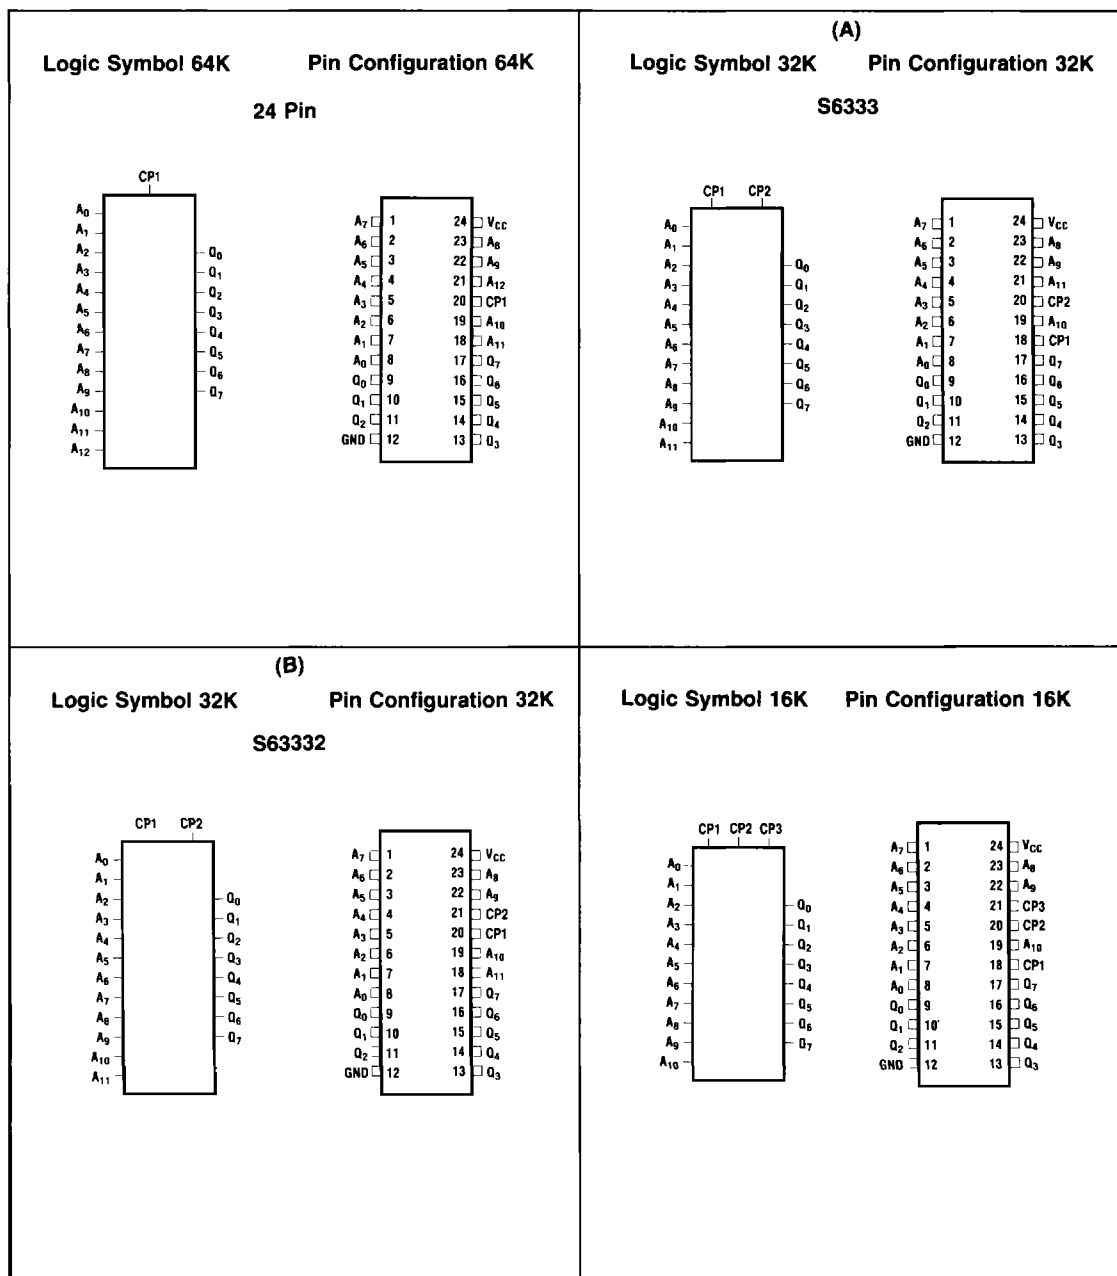 Logic Symbol 64K Pin Configuration 64K
24 Pin
CP1
A0
A1
A2 Q0
A3 Q1
A4 Q2
A5 Q3
A6 Q4
A7 Q5
A8 Q6
A9 Q7
A10
A11
A12
A7 1 24 VCC
A6 2 23 A8
A5 3 22 A9
A4 4 21 A12
A3 5 20 CP1
A2 6 19 A10
A1 7 18 A11
A0 8 17 Q7
Q0 9 16 Q6
Q1 10 15 Q5
Q2 11 14 Q4
GND 12 13 Q3
(A)
Logic Symbol 32K Pin Configuration 32K
S6333
CP1 CP2
A0
A1
A2 Q0
A3 Q1
A4 Q2
A5 Q3
A6 Q4
A7 Q5
A8 Q6
A9 Q7
A10
A11
A7 1 24 VCC
A6 2 23 A8
A5 3 22 A9
A4 4 21 A11
A3 5 20 CP2
A2 6 19 A10
A1 7 18 CP1
A0 8 17 Q7
Q0 9 16 Q6
Q1 10 15 Q5
Q2 11 14 Q4
GND 12 13 Q3
(B)
Logic Symbol 32K Pin Configuration 32K
S63332
CP1 CP2
A0
A1
A2 Q0
A3 Q1
A4 Q2
A5 Q3
A6 Q4
A7 Q5
A8 Q6
A9 Q7
A10
A11
A7 1 24 VCC
A6 2 23 A8
A5 3 22 A9
A4 4 21 CP2
A3 5 20 CP1
A2 6 19 A10
A1 7 18 A11
A0 8 17 Q7
Q0 9 16 Q6
Q1 10 15 Q5
Q2 11 14 Q4
GND 12 13 Q3
Logic Symbol 16K Pin Configuration 16K
CP1 CP2 CP3
A0
A1
A2 Q0
A3 Q1
A4 Q2
A5 Q3
A6 Q4
A7 Q5
A8 Q6
A9 Q7
A10
A7 1 24 VCC
A6 2 23 A8
A5 3 22 A9
A4 4 21 CP3
A3 5 20 CP2
A2 6 19 A10
A1 7 18 CP1
A0 8 17 Q7
Q0 9 16 Q6
Q1 10 15 Q5
Q2 11 14 Q4
GND 12 13 Q3